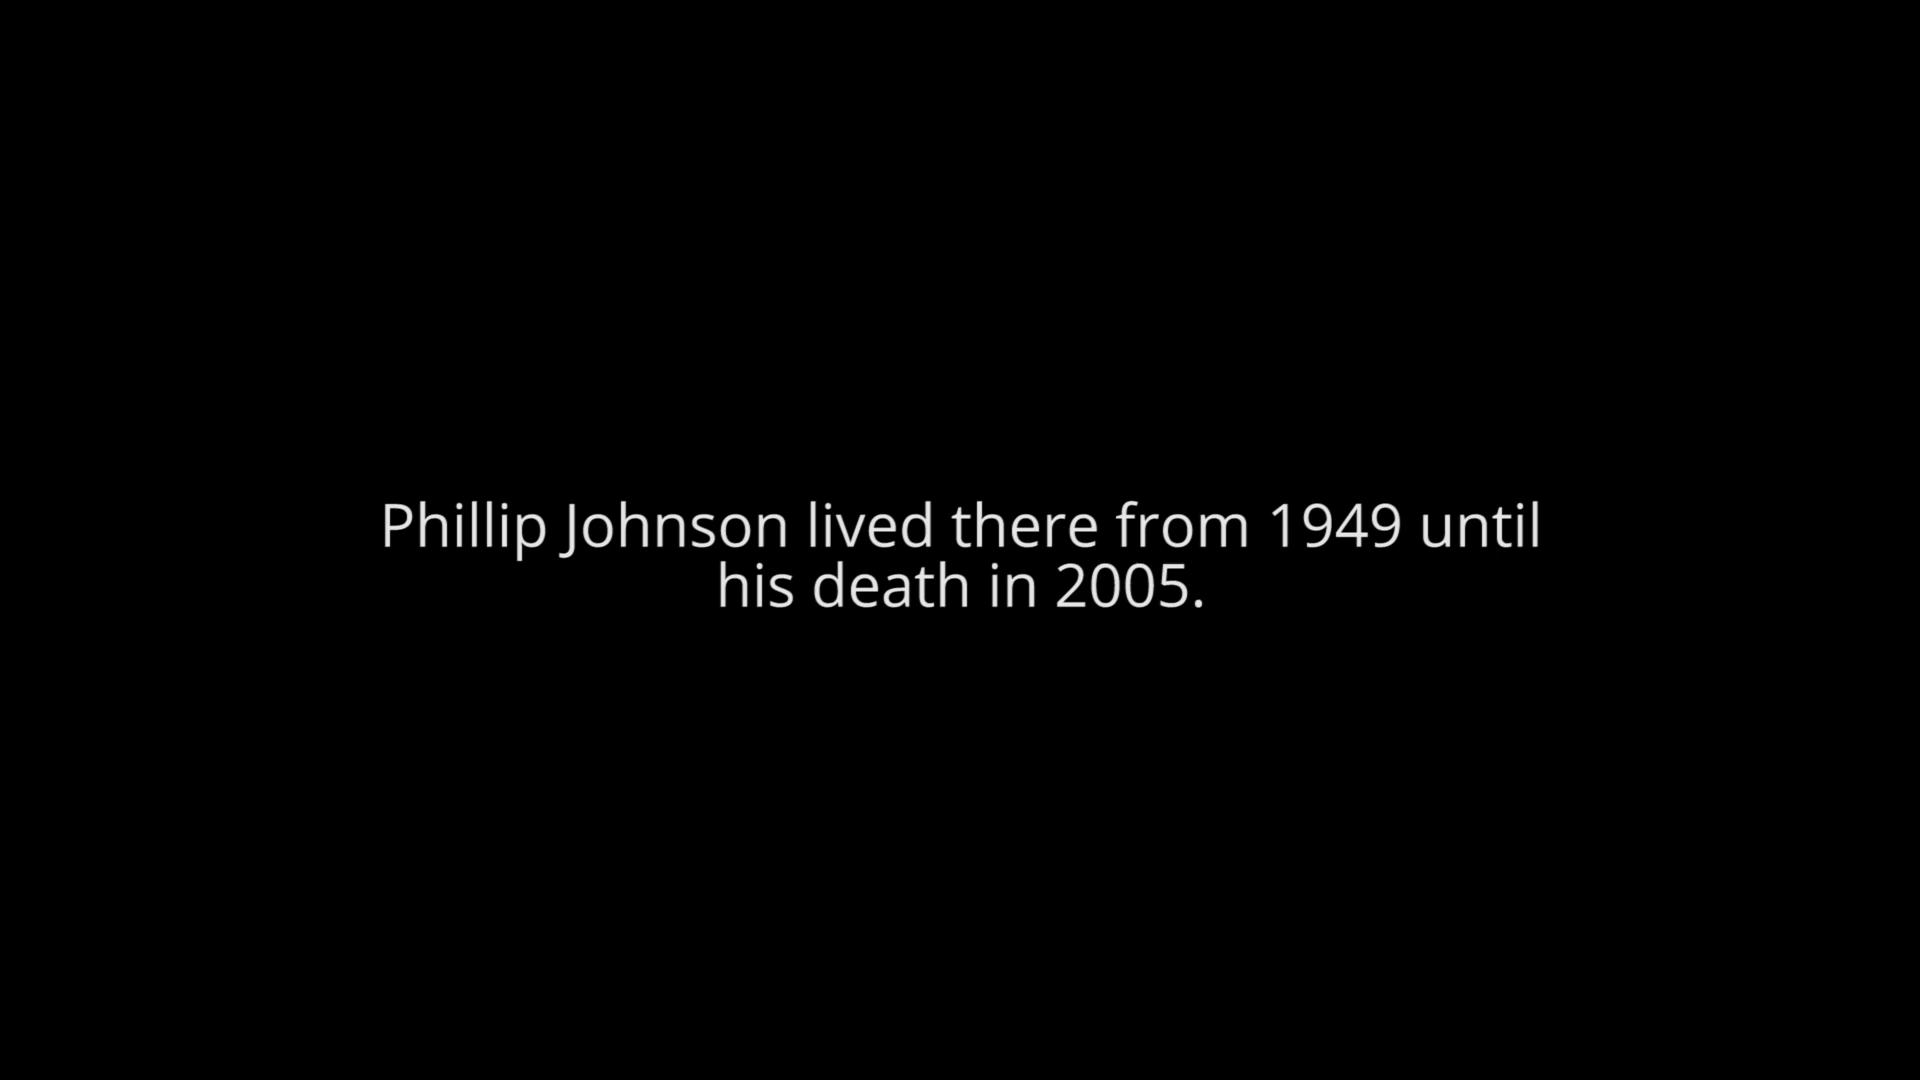 Phillip Johnson lived there from 1949 until
his death in 2005.